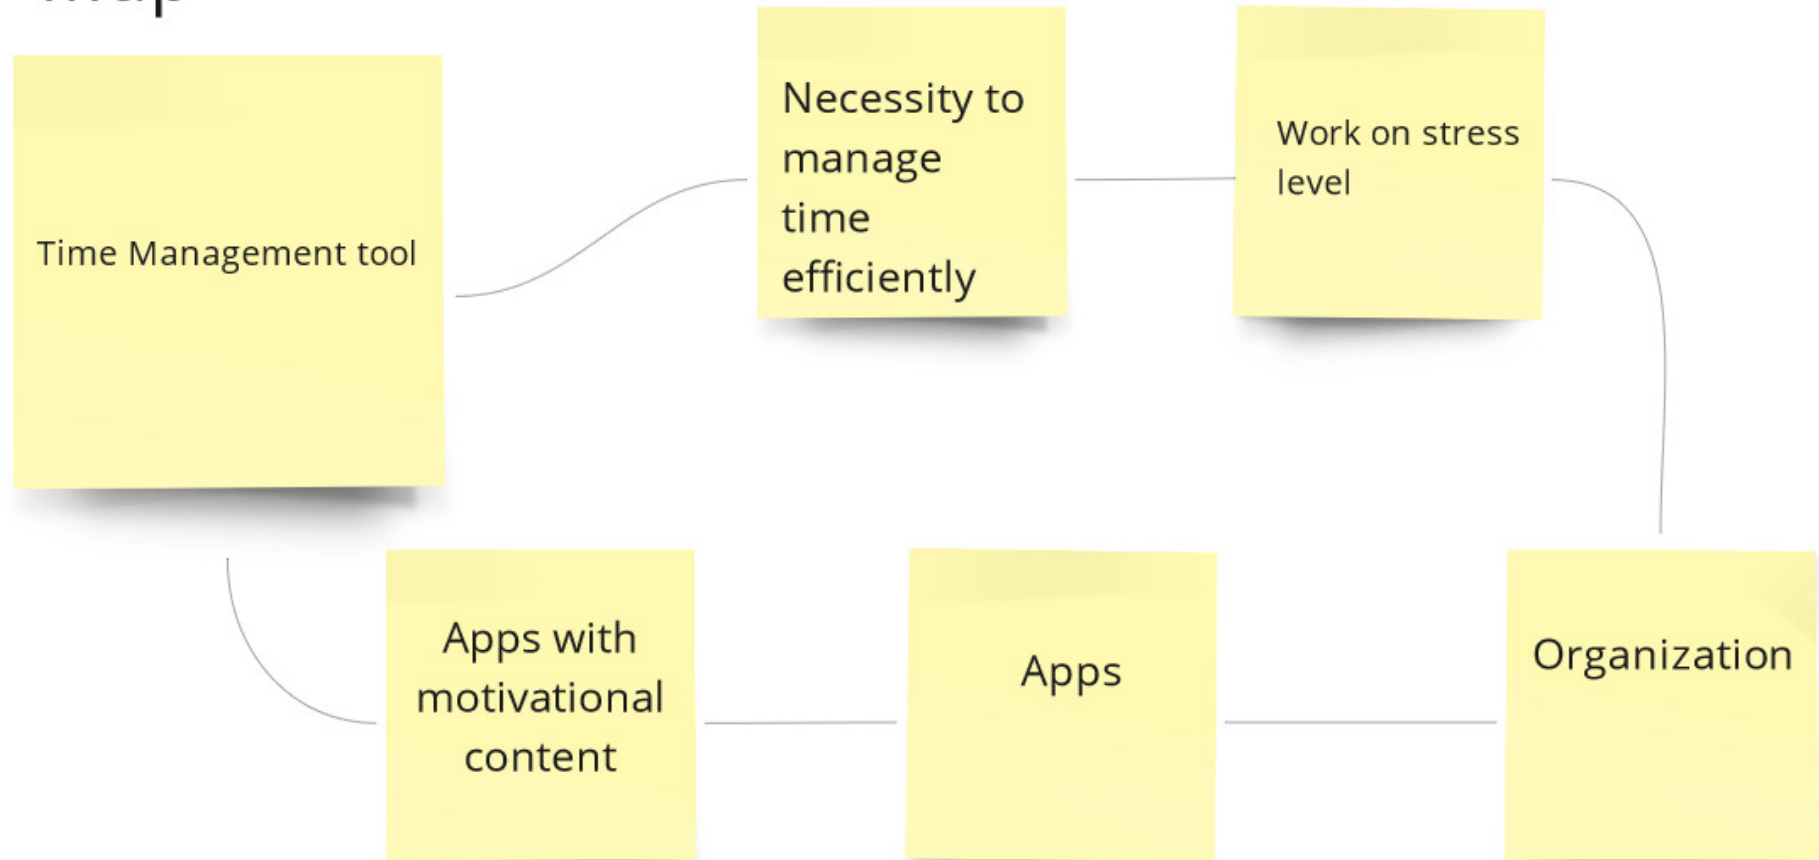 Time Management tool
Necessity to
manage
time
efficiently
Work on stress
level
Apps with
motivational
content
Apps
Organization